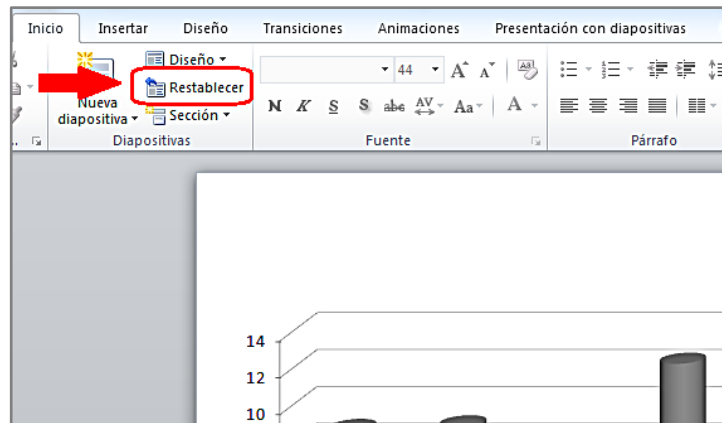 Inicio Insertar Diseño Transiciones Animaciones Presentación con diapositivas
Diseño
Restablecer
Nueva
diapositiva
Sección
Diapositivas
44 A A
N K S S abc AV Aa A
Fuente
Párrafo
14
12
10